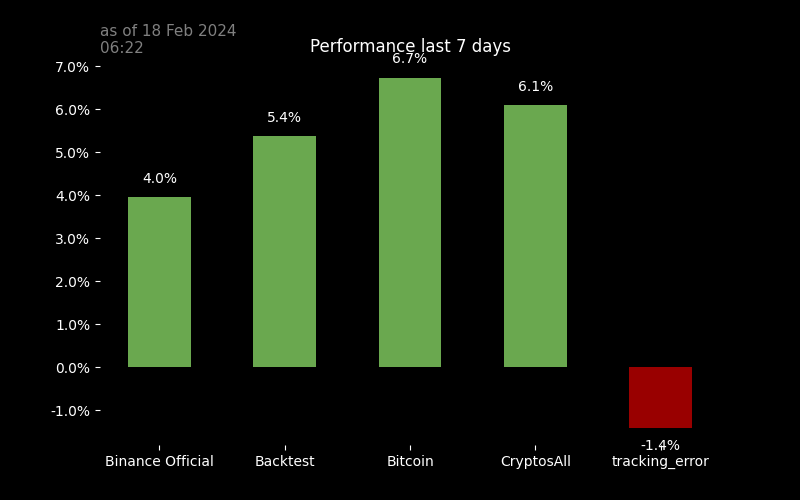 as of 18 Feb 2024
06:22
Performance last 7 days
7.0%
6.0%
5.0%
4.0%
3.0%
2.0%
1.0%
0.0%
-1.0%
4.0%
5.4%
6.7%
6.1%
-1.4%
Binance Official
Backtest
Bitcoin
CryptosAll
tracking_error